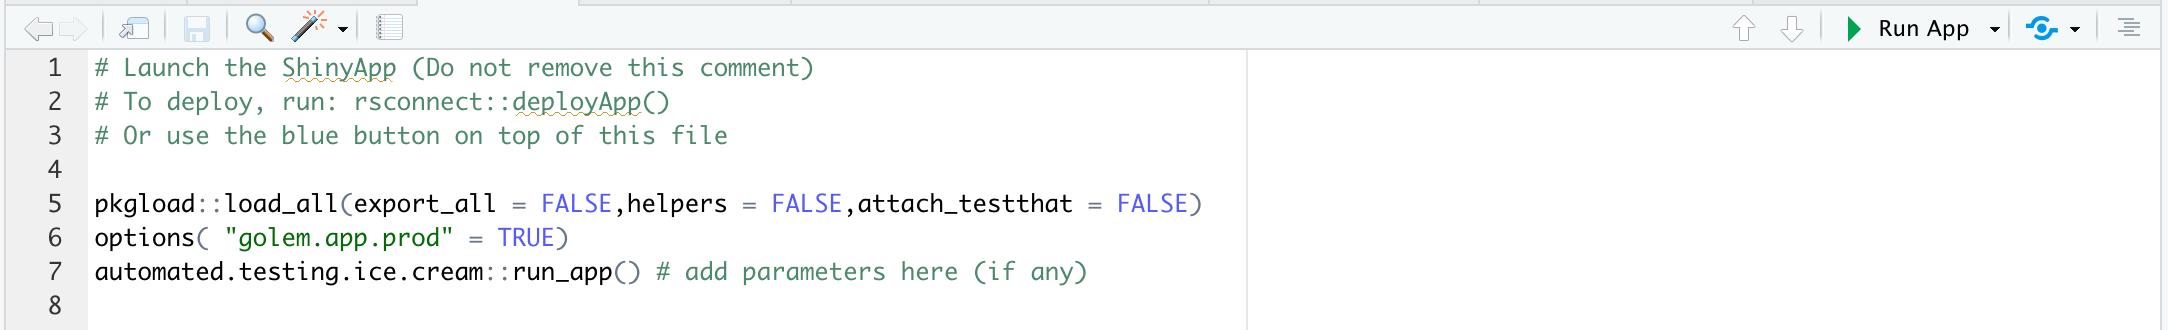 Run App
1 # Launch the ShinyApp (Do not remove this comment)
2 # To deploy, run: rsconnect::deployApp()
3 # Or use the blue button on top of this file
4
5 pkgload::load_all(export_all = FALSE,helpers = FALSE,attach_testthat = FALSE)
6 options( "golem.app.prod" = TRUE)
7 automated.testing.ice.cream::run_app() # add parameters here (if any)
8